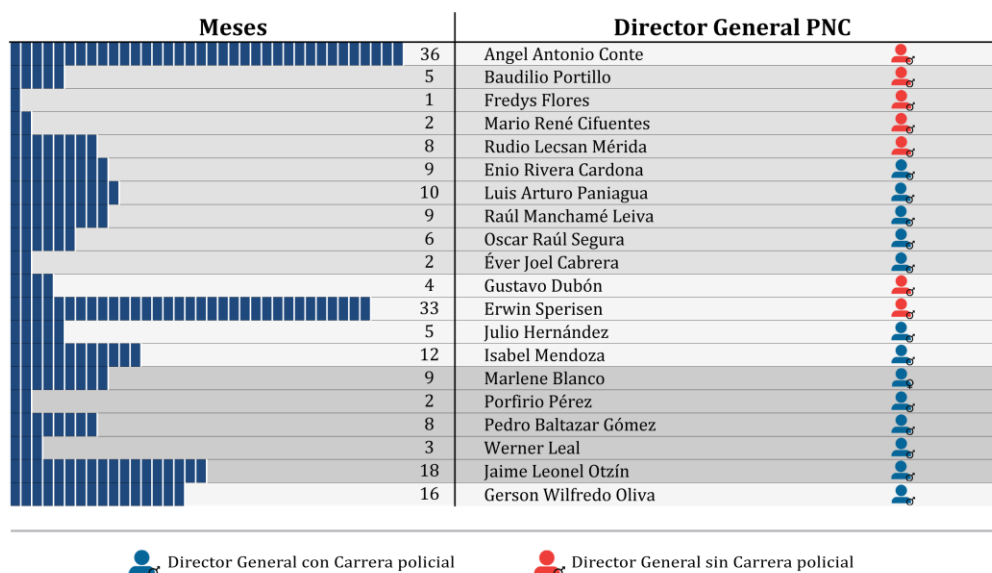 Meses Director General PNC
36 Angel Antonio Conte
5 Baudilio Portillo
1 Fredys Flores
2 Mario René Cifuentes
8 Rudio Lecsan Mérida
9 Enio Rivera Cardona
10 Luis Arturo Paniagua
9 Raúl Manchamé Leiva
6 Oscar Raúl Segura
2 Éver Joel Cabrera
4 Gustavo Dubón
33 Erwin Sperisen
5 Julio Hernández
12 Isabel Mendoza
9 Marlene Blanco
2 Porfirio Pérez
8 Pedro Baltazar Gómez
3 Werner Leal
18 Jaime Leonel Otzín
16 Gerson Wilfredo Oliva
Director General con Carrera policial Director General sin Carrera policial